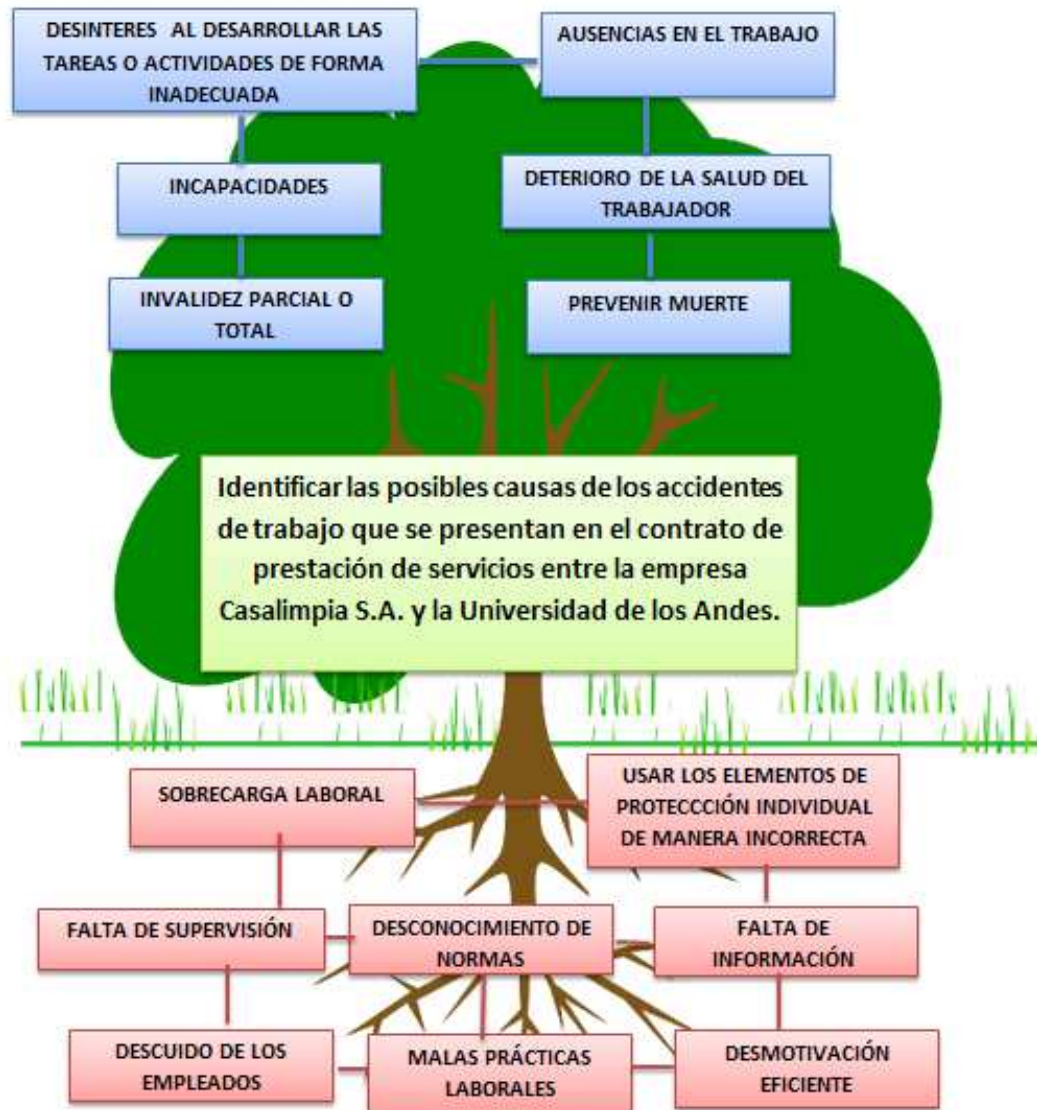 DESINTERES AL DESARROLLAR LAS
TAREAS O ACTIVIDADES DE FORMA
INADECUADA
AUSENCIAS EN EL TRABAJO
INCAPACIDADES
DETERIORO DE LA SALUD DEL
TRABAJADOR
INVALIDEZ PARCIAL O
TOTAL
PREVENIR MUERTE
Identificar las posibles causas de los accidentes
de trabajo que se presentan en el contrato de
prestación de servicios entre la empresa
Casalimpia S.A. y la Universidad de los Andes.
SOBRECARGA LABORAL
USAR LOS ELEMENTOS DE
PROTECCCIÓN INDIVIDUAL
DE MANERA INCORRECTA
FALTA DE SUPERVISIÓN
DESCONOCIMIENTO DE
NORMAS
FALTA DE
INFORMACIÓN
DESCUIDO DE LOS
EMPLEADOS
MALAS PRÁCTICAS
LABORALES
DESMOTIVACIÓN
EFICIENTE